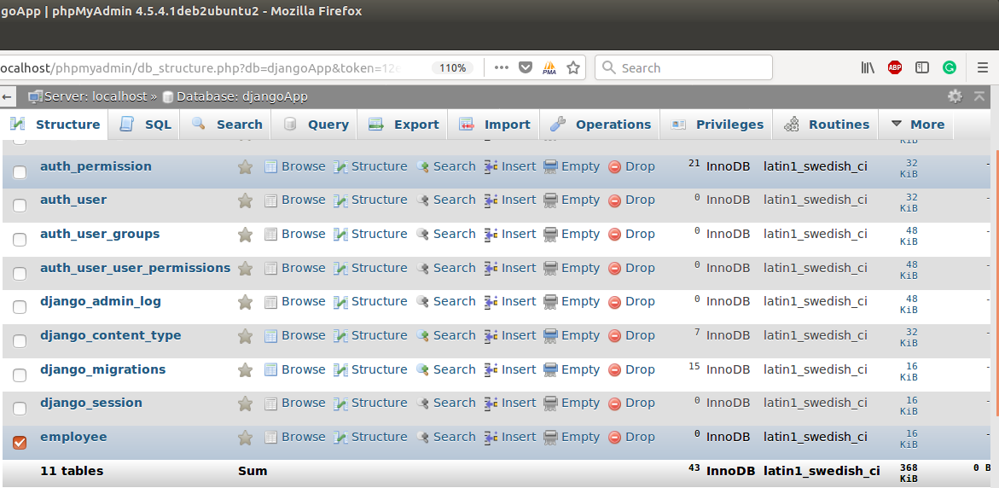 goApp | phpMyAdmin 4.5.4.1deb2ubuntu2 - Mozilla Firefox
ocalhost/phpmyadmin/db_structure.php?db=djangoApp&token=12 110% ••• PMA Search ABP
Server: localhost » Database: djangoApp
Structure SQL Search Query Export Import Operations Privileges Routines More
KiB
auth_permission Browse Structure Search Insert Empty Drop 21 InnoDB latin1_swedish_ci 32 KiB -
auth_user Browse Structure Search Insert Empty Drop 0 InnoDB latin1_swedish_ci 32 KiB -
auth_user_groups Browse Structure Search Insert Empty Drop 0 InnoDB latin1_swedish_ci 48 KiB -
auth_user_user_permissions Browse Structure Search Insert Empty Drop 0 InnoDB latin1_swedish_ci 48 KiB -
django_admin_log Browse Structure Search Insert Empty Drop 0 InnoDB latin1_swedish_ci 48 KiB -
django_content_type Browse Structure Search Insert Empty Drop 7 InnoDB latin1_swedish_ci 32 KiB -
django_migrations Browse Structure Search Insert Empty Drop 15 InnoDB latin1_swedish_ci 16 KiB -
django_session Browse Structure Search Insert Empty Drop 0 InnoDB latin1_swedish_ci 16 KiB -
employee Browse Structure Search Insert Empty Drop 0 InnoDB latin1_swedish_ci 16 KiB -
11 tables Sum 43 InnoDB latin1_swedish_ci 368 KiB 0 B